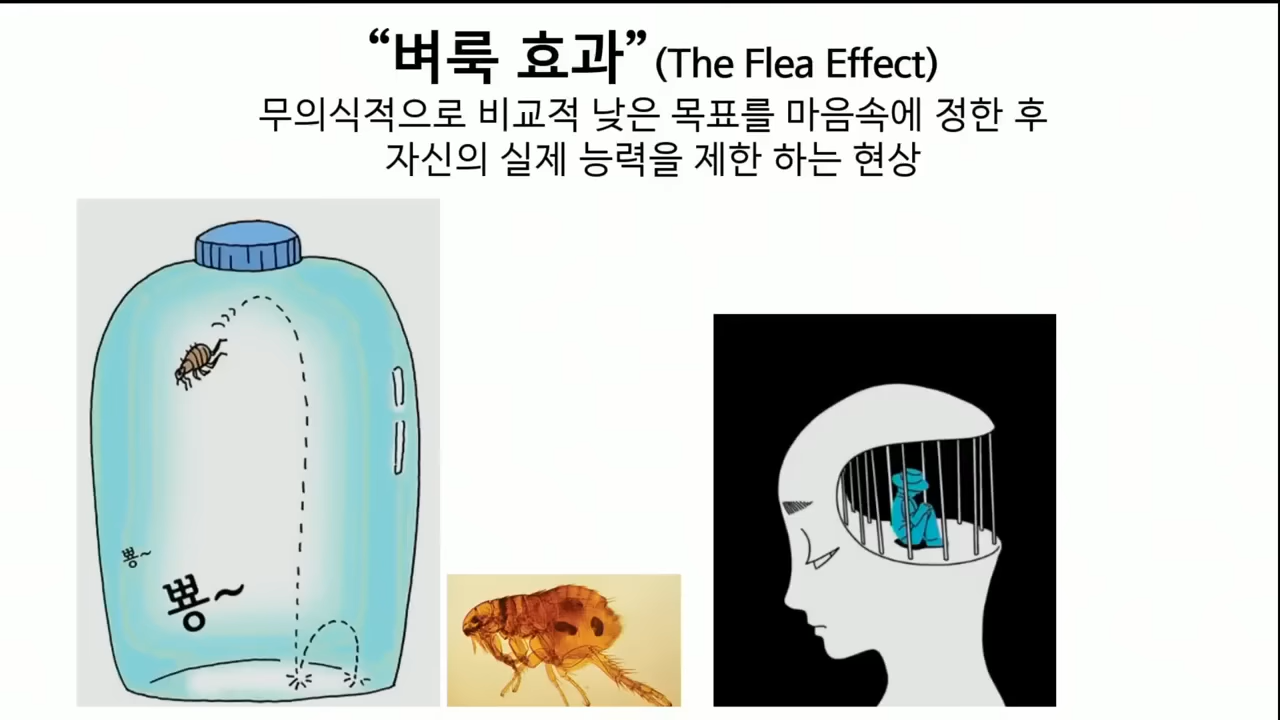 “벼룩 효과” (The Flea Effect)
무의식적으로 비교적 낮은 목표를 마음속에 정한 후
자신의 실제 능력을 제한 하는 현상
뿅~
뿅~